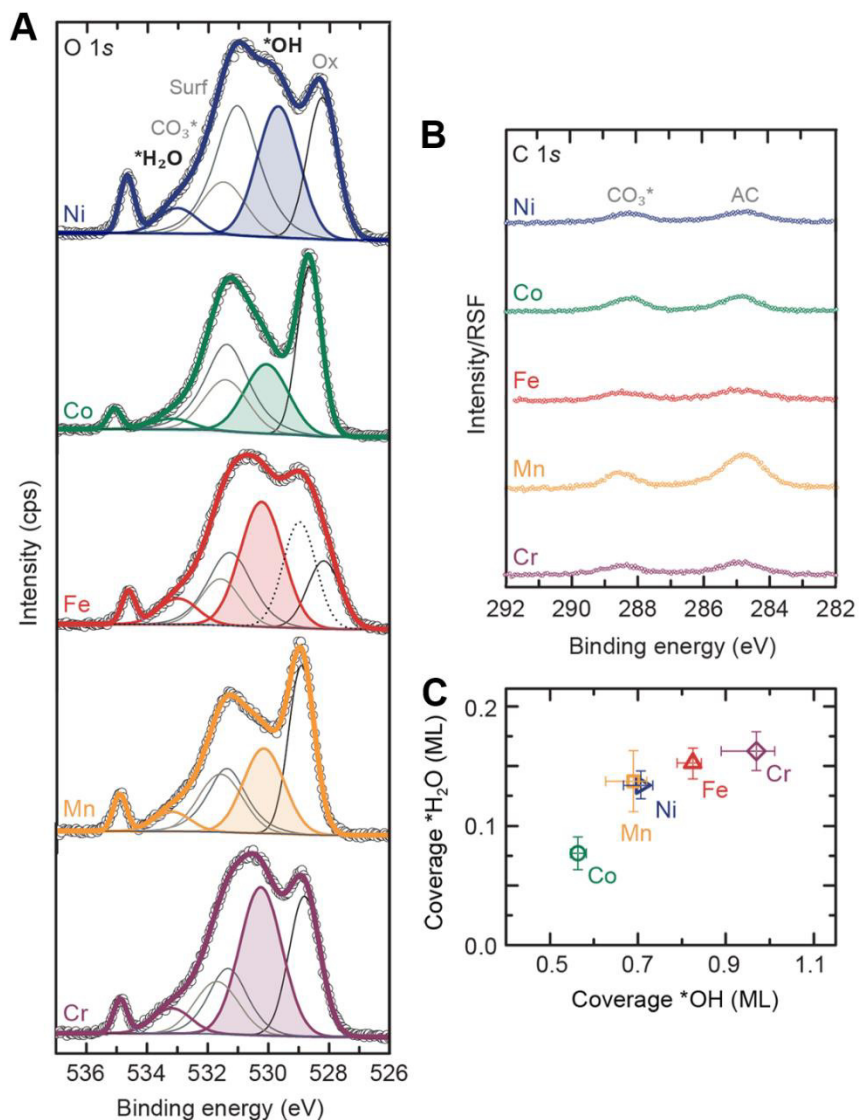 A
O 1s
*OH
Ox
Surf
CO₃*
*H₂O
Ni
Co
Fe
Mn
Cr
Intensity (cps)
536 534 532 530 528 526
Binding energy (eV)
B
C 1s
CO₃*
AC
Ni
Co
Fe
Mn
Cr
Intensity/RSF
292 290 288 286 284 282
Binding energy (eV)
C
0.2
0.1
0.0
Coverage *H₂O (ML)
Cr
Fe
Ni
Mn
Co
0.5 0.7 0.9 1.1
Coverage *OH (ML)